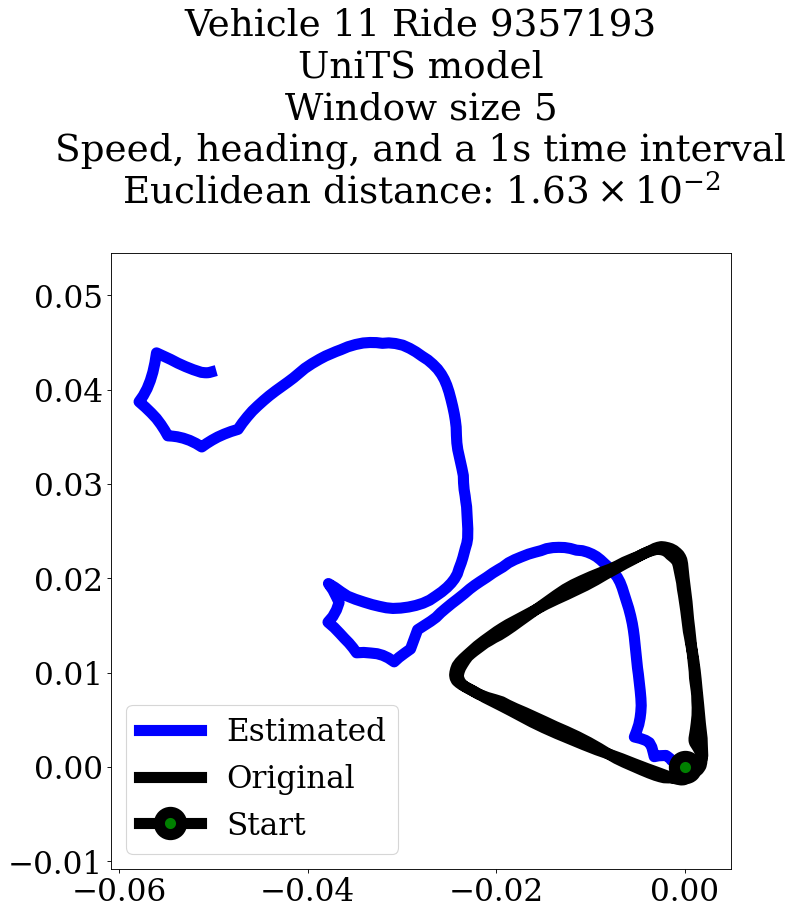 Vehicle 11 Ride 9357193
UniTS model
Window size 5
Speed, heading, and a 1s time interval
Euclidean distance: 1.63 × 10⁻²
0.05
0.04
0.03
0.02
0.01
0.00
−0.01
Estimated
Original
Start
−0.06 −0.04 −0.02 0.00